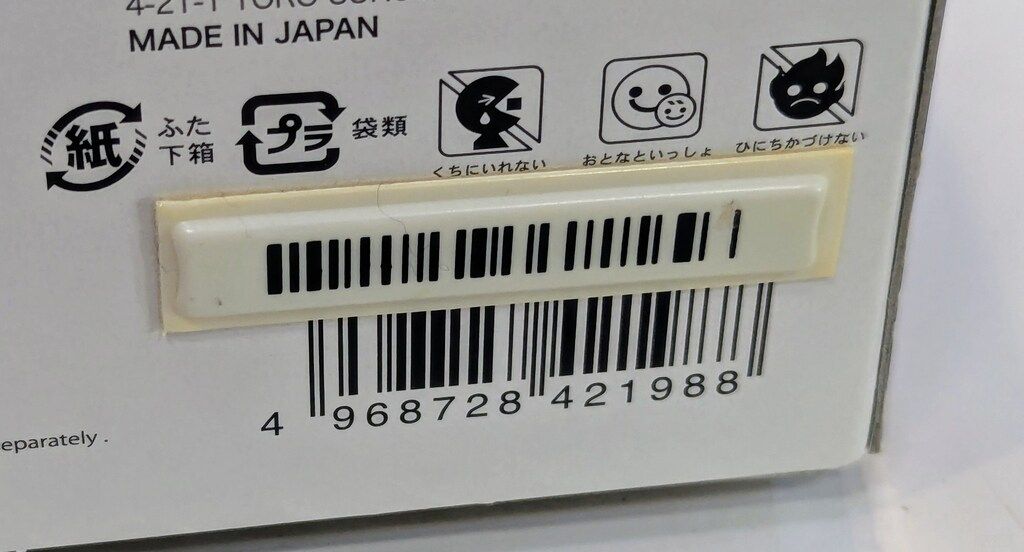 MADE IN JAPAN
紙 ふた
下箱
プラ 袋類
くちにいれない
おとなといっしょ
ひにちかづけない
4 968728 421988
eparately .